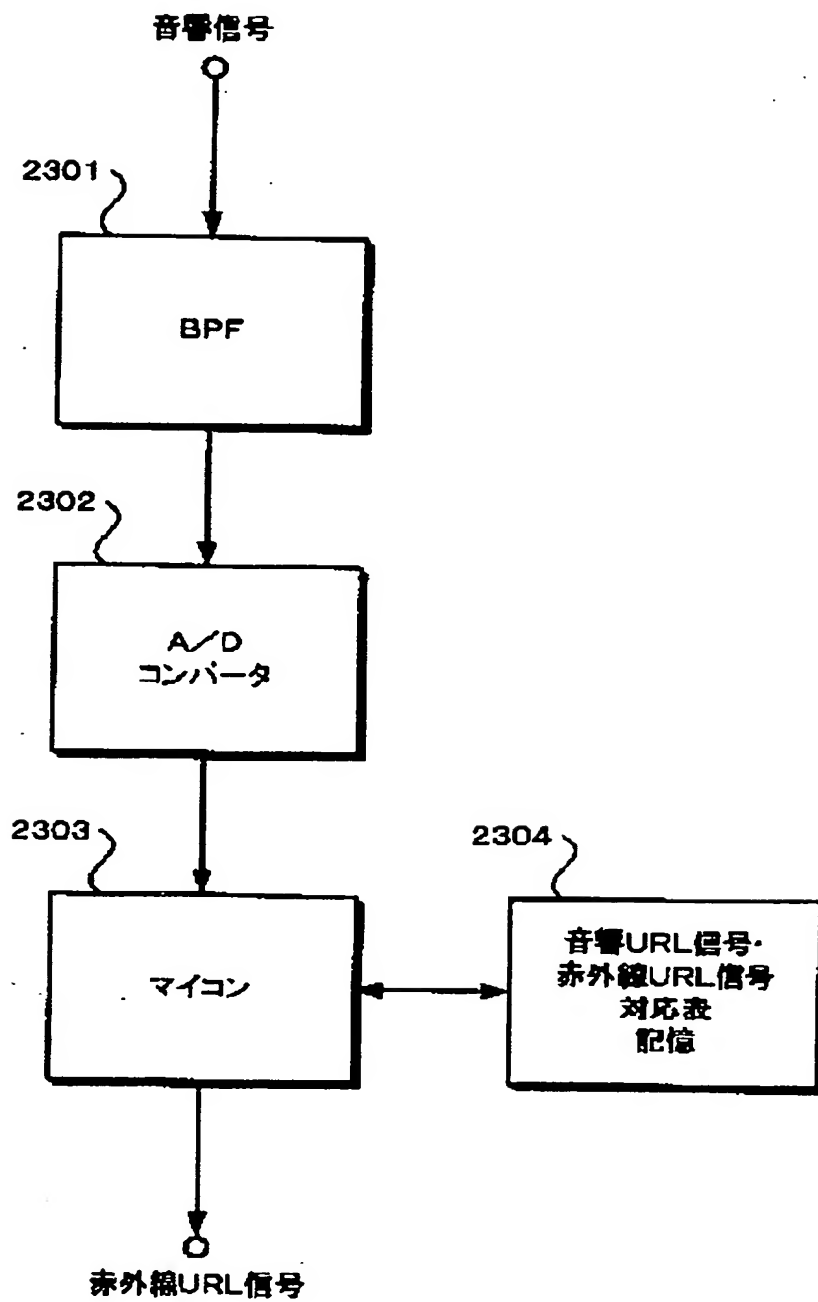 音響信号
2301
BPF
2302
A/D
コンバータ
2303
マイコン
2304
音響URL信号・
赤外線URL信号
対応表
記憶
赤外線URL信号